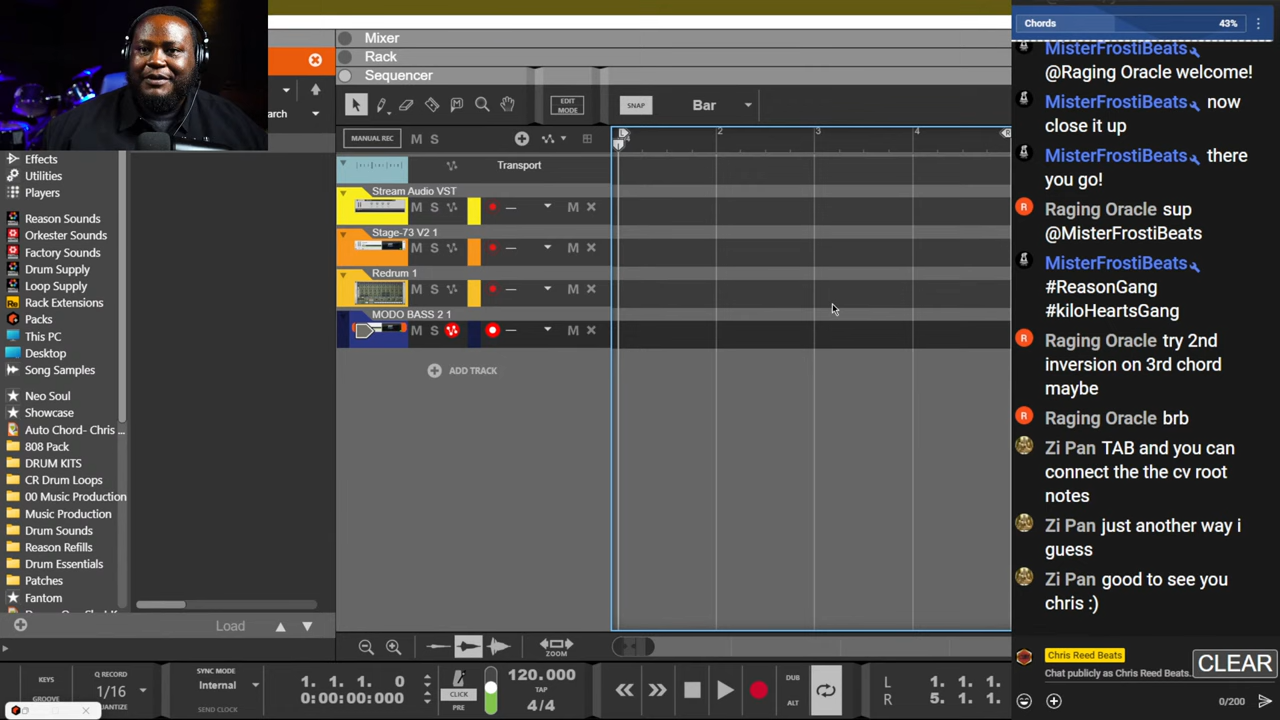 Mixer
Rack
Sequencer
arch
EDIT MODE
SNAP
Bar
MANUAL REC
M S
2
3
4
Transport
Stream Audio VST
M S
M
Stage-73 V2 1
M S
M
Redrum 1
M S
M
MODO BASS 2 1
M S
M
ADD TRACK
Effects
Utilities
Players
Reason Sounds
Orkester Sounds
Factory Sounds
Drum Supply
Loop Supply
Rack Extensions
Packs
This PC
Desktop
Song Samples
Neo Soul
Showcase
Auto Chord- Chris ...
808 Pack
DRUM KITS
CR Drum Loops
00 Music Production
Music Production
Drum Sounds
Reason Refills
Drum Essentials
Patches
Fantom
Load
ZOOM
KEYS
GROOVE
Q RECORD
1/16
QUANTIZE
SYNC MODE
Internal
SEND CLOCK
1. 1. 1. 0
0:00:00:000
CLICK
PRE
120.000
TAP
4/4
DUB
ALT
L 1. 1. 1.
R 5. 1. 1.
Chords 43%
MisterFrostiBeats
@Raging Oracle welcome!
MisterFrostiBeats now
close it up
MisterFrostiBeats there
you go!
Raging Oracle sup
@MisterFrostiBeats
MisterFrostiBeats
#ReasonGang
#kiloHeartsGang
Raging Oracle try 2nd
inversion on 3rd chord
maybe
Raging Oracle brb
Zi Pan TAB and you can
connect the the cv root
notes
Zi Pan just another way i
guess
Zi Pan good to see you
chris :)
Chris Reed Beats
Chat publicly as Chris Reed Beats...
CLEAR
0/200